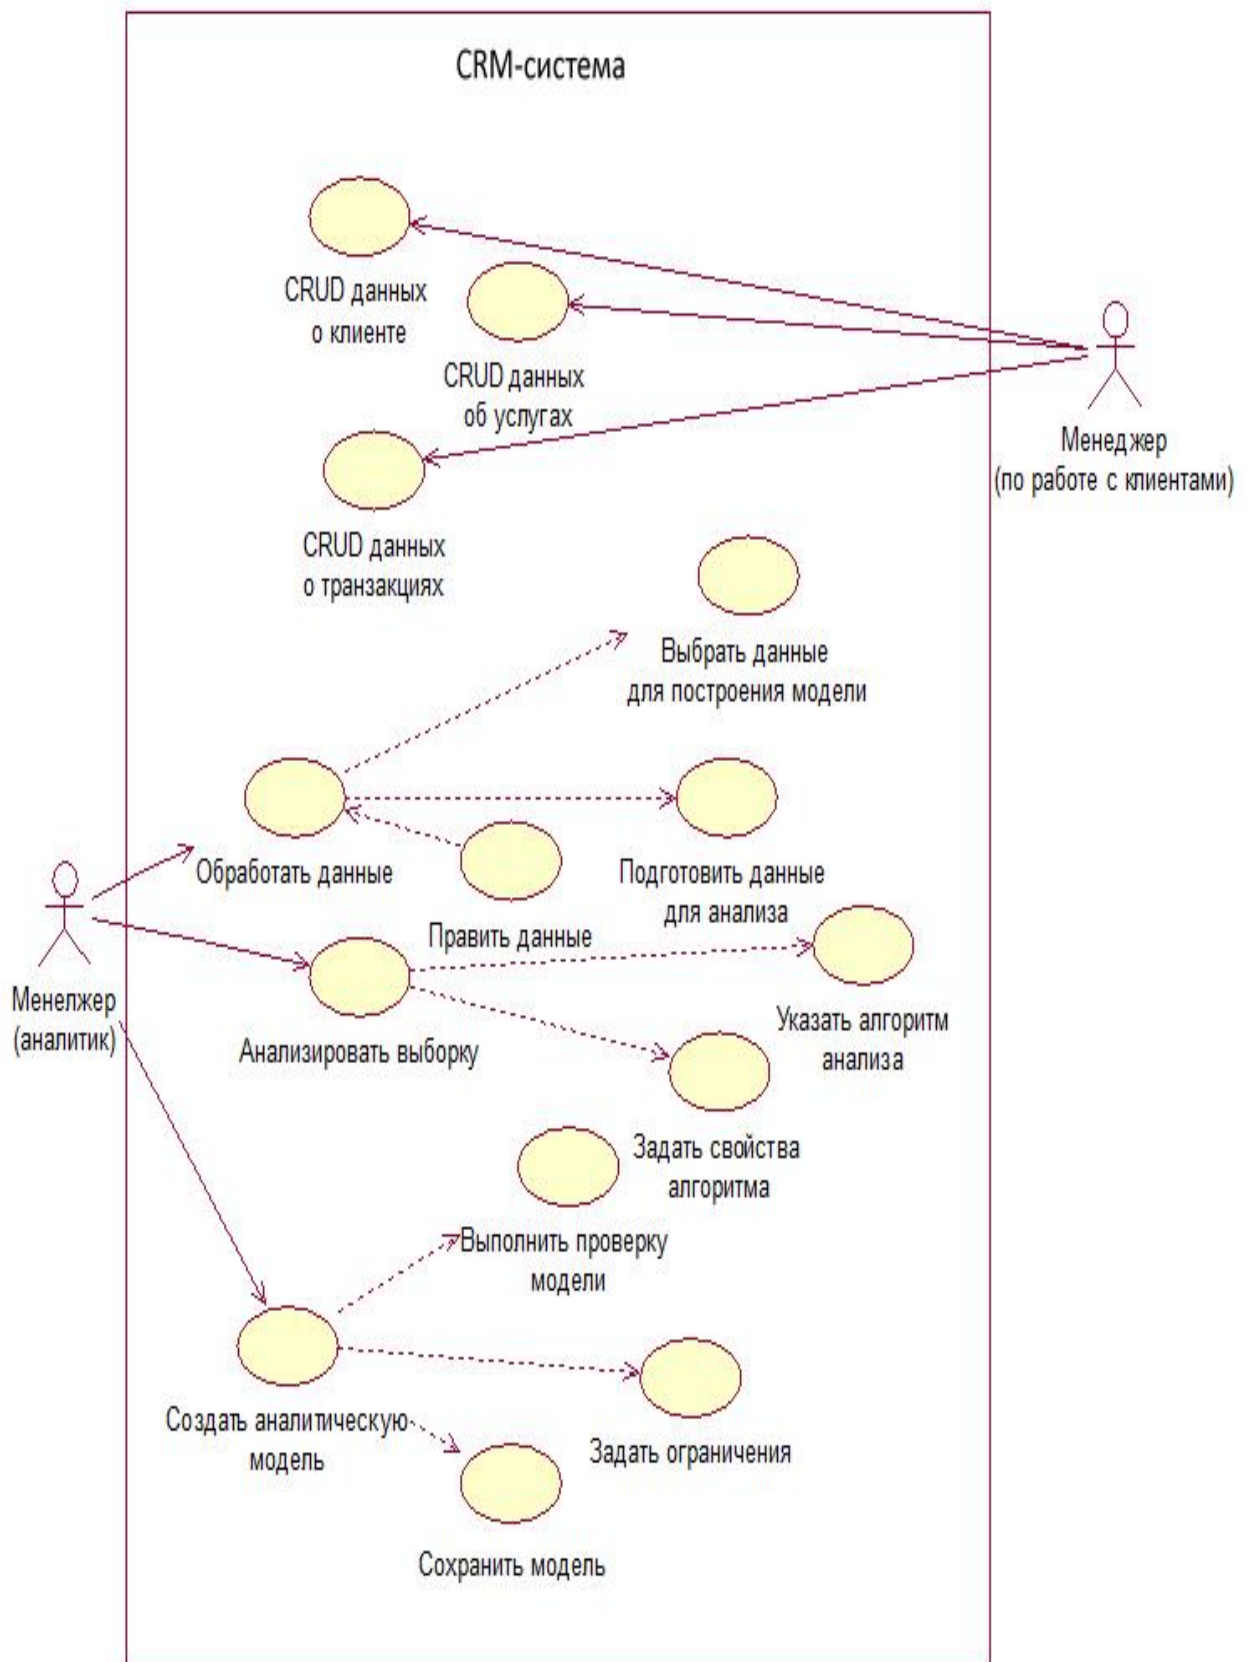 CRM-система
CRUD данных
о клиенте
CRUD данных
об услугах
Менеджер
(по работе с клиентами)
CRUD данных
о транзакциях
Выбрать данные
для построения модели
Обработать данные
Подготовить данные
для анализа
Править данные
Менелжер
(аналитик)
Анализировать выборку
Указать алгоритм
анализа
Задать свойства
алгоритма
Выполнить проверку
модели
Создать аналитическую
модель
Задать ограничения
Сохранить модель